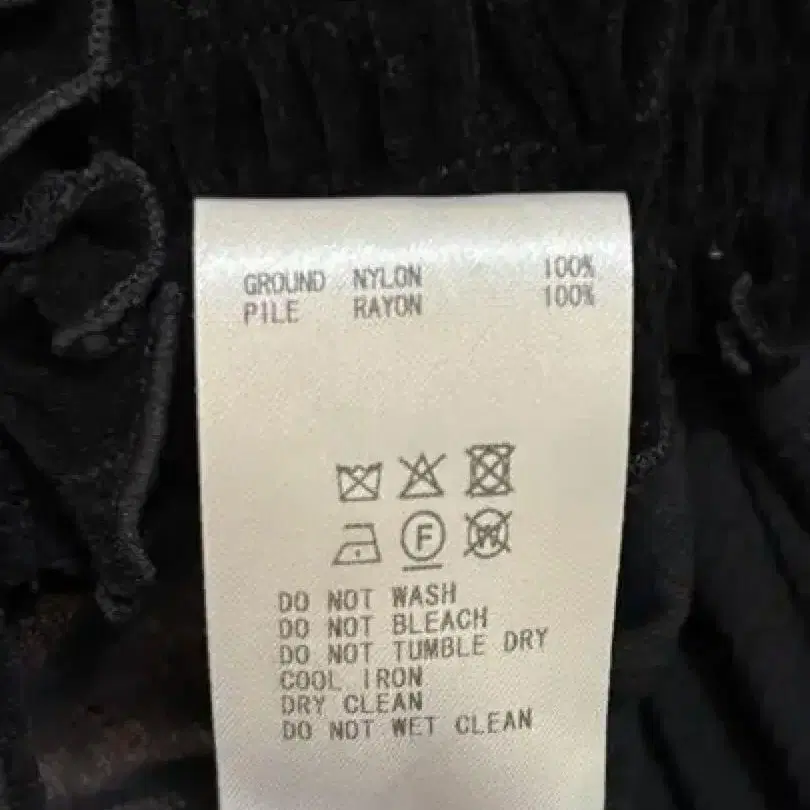 GROUND NYLON 100%
PILE RAYON 100%
F W
DO NOT WASH
DO NOT BLEACH
DO NOT TUMBLE DRY
COOL IRON
DRY CLEAN
DO NOT WET CLEAN